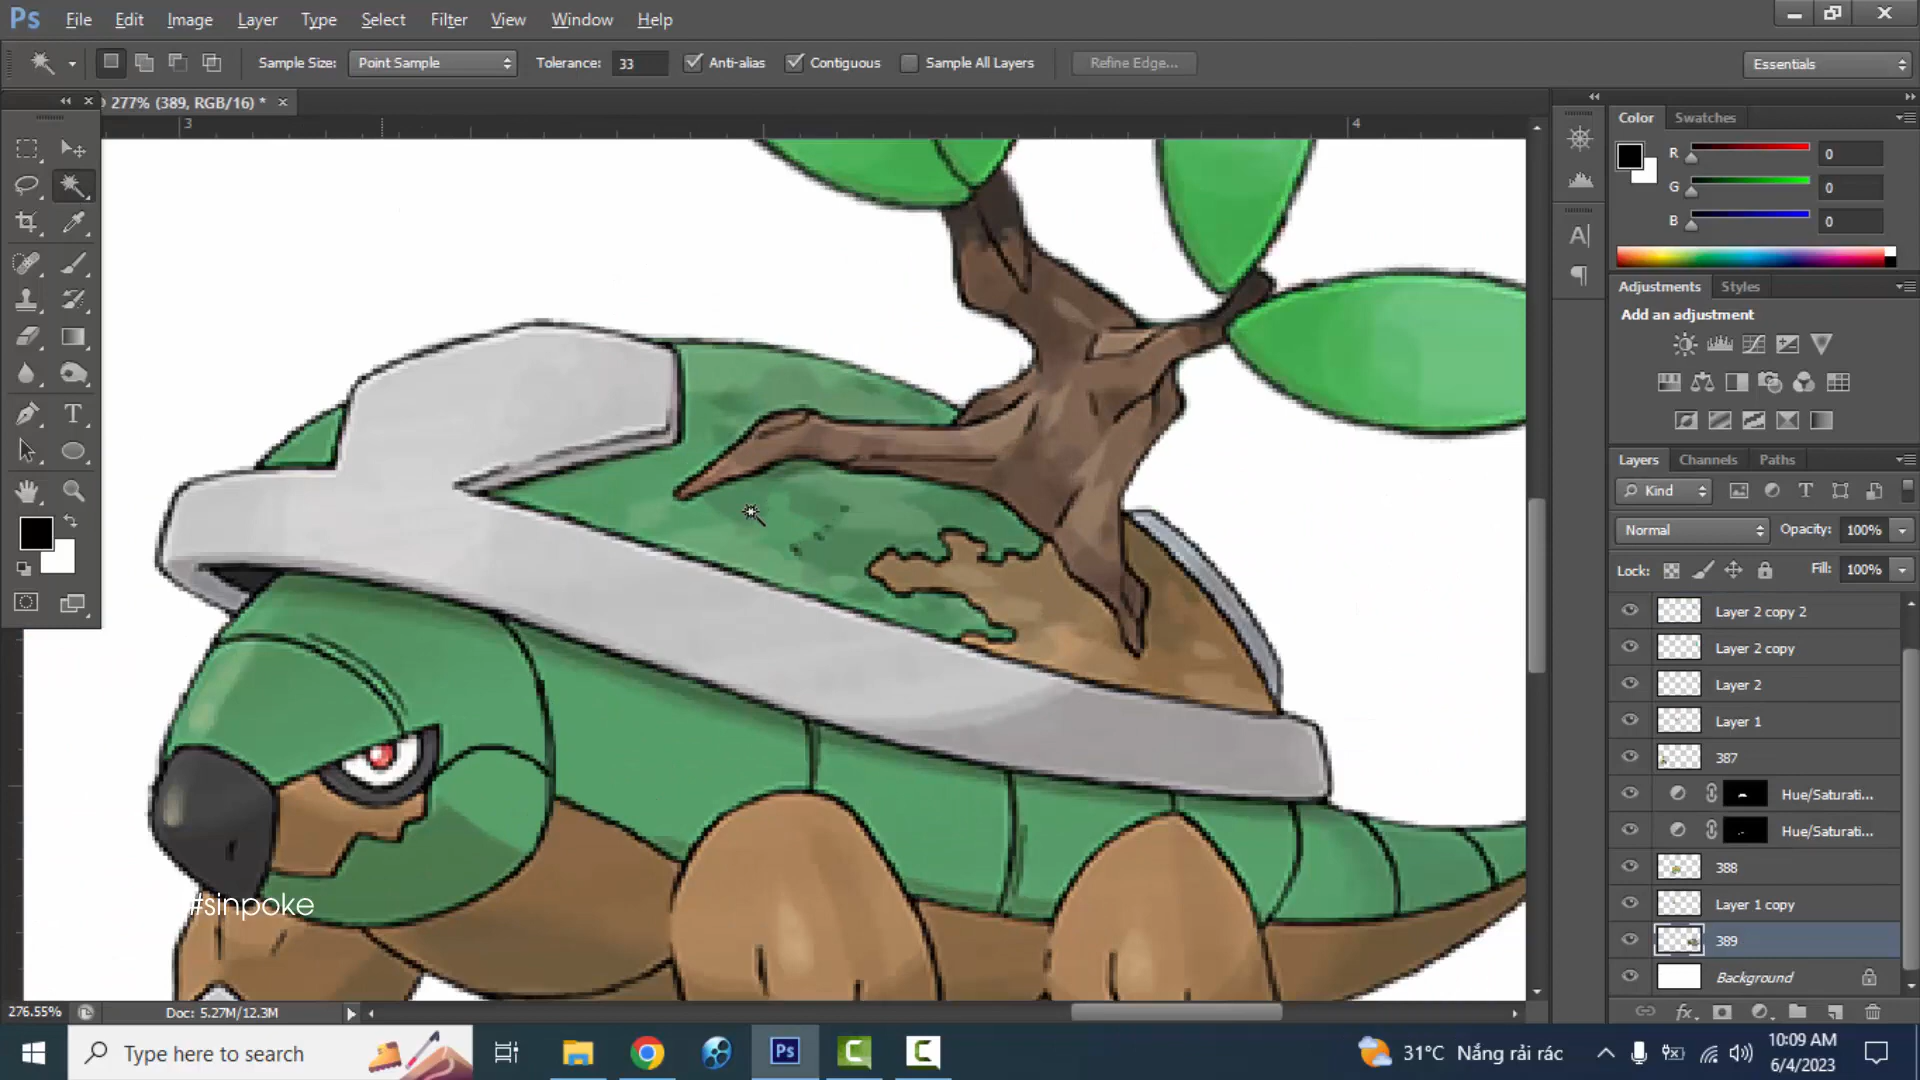 Ps File Edit Image Layer Type Select Filter View Window Help
Sample Size: Point Sample Tolerance: 33 Anti-alias Contiguous Sample All Layers Refine Edge... Essentials
277% (389, RGB/16) * ×
3 4
Color Swatches
R 0
G 0
B 0
Adjustments Styles
Add an adjustment
Layers Channels Paths
Kind
Normal Opacity: 100%
Lock: Fill: 100%
Layer 2 copy 2
Layer 2 copy
Layer 2
Layer 1
387
Hue/Saturati...
Hue/Saturati...
388
Layer 1 copy
389
Background
#sinpoke
276.55% Doc: 5.27M/12.3M
Type here to search
Ps
31°C Nắng rải rác
10:09 AM
6/4/2023